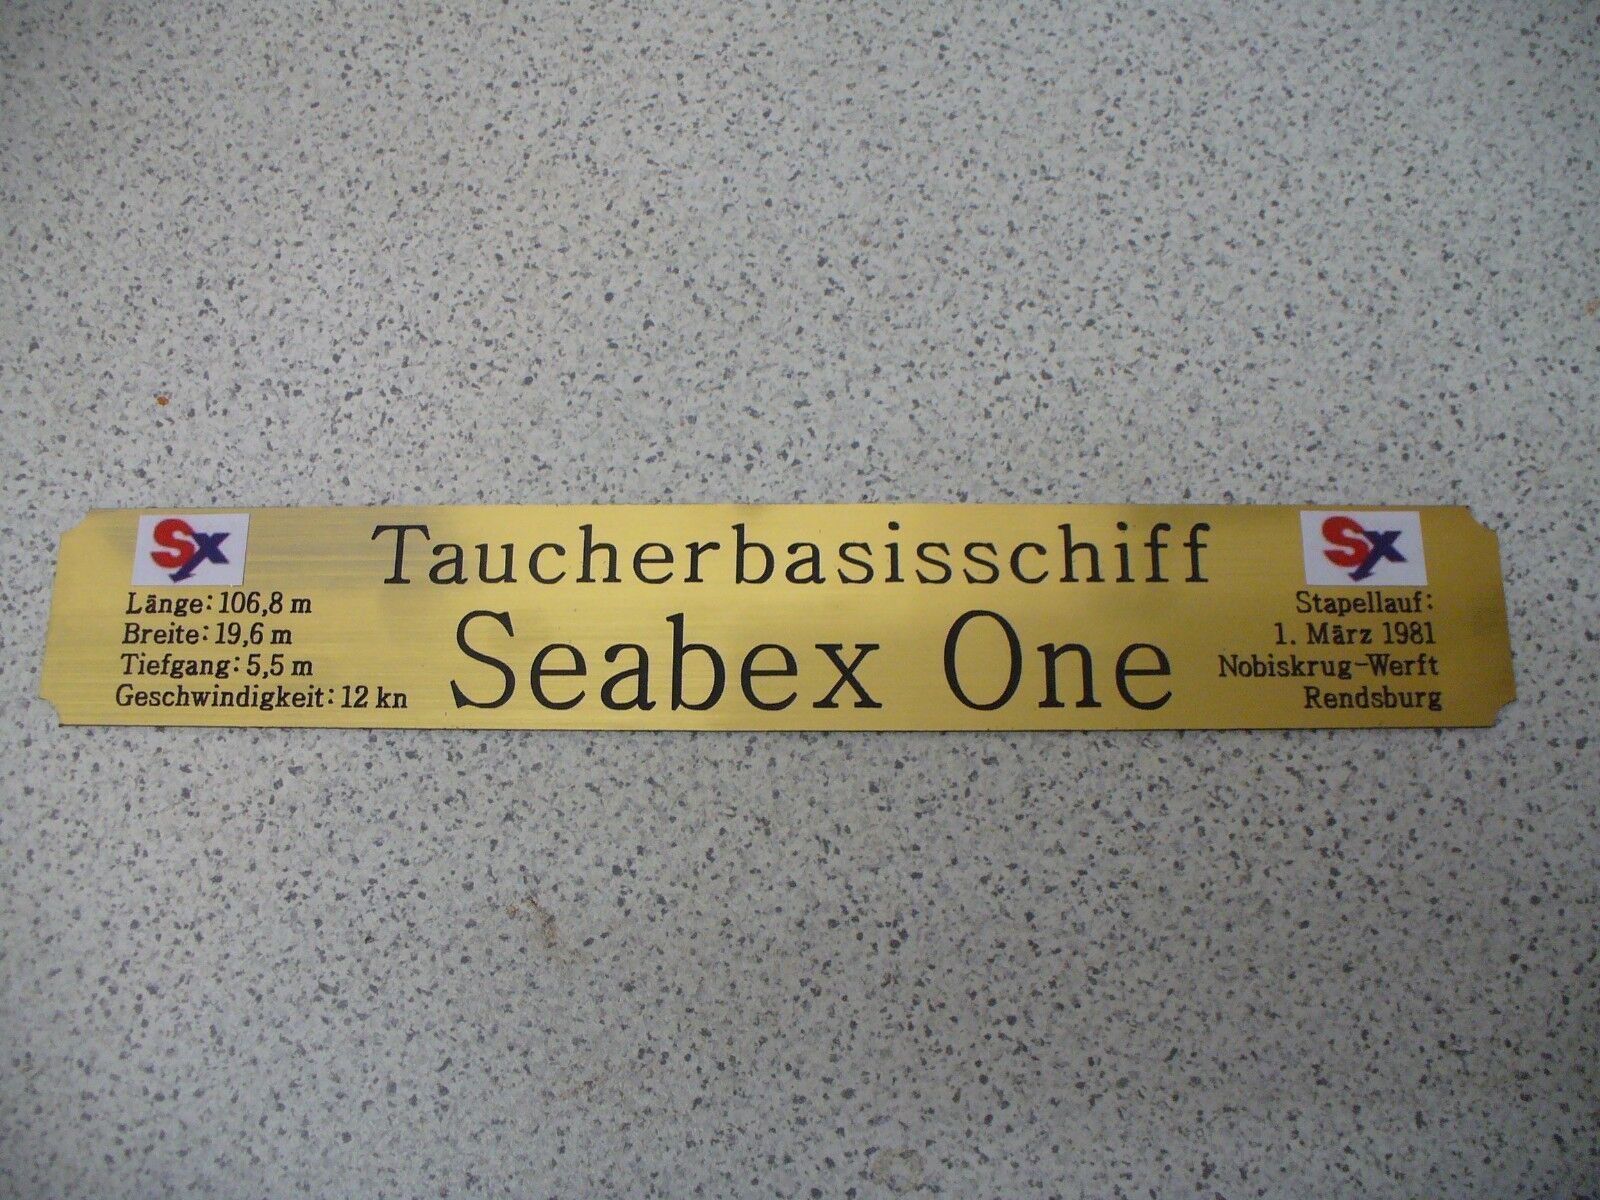 Sx
Taucherbasisschiff
Sx
Länge: 106,8 m
Breite: 19,6 m
Tiefgang: 5,5 m
Geschwindigkeit: 12 kn
Seabex One
Stapellauf:
1. März 1981
Nobiskrug-Werft
Rendsburg